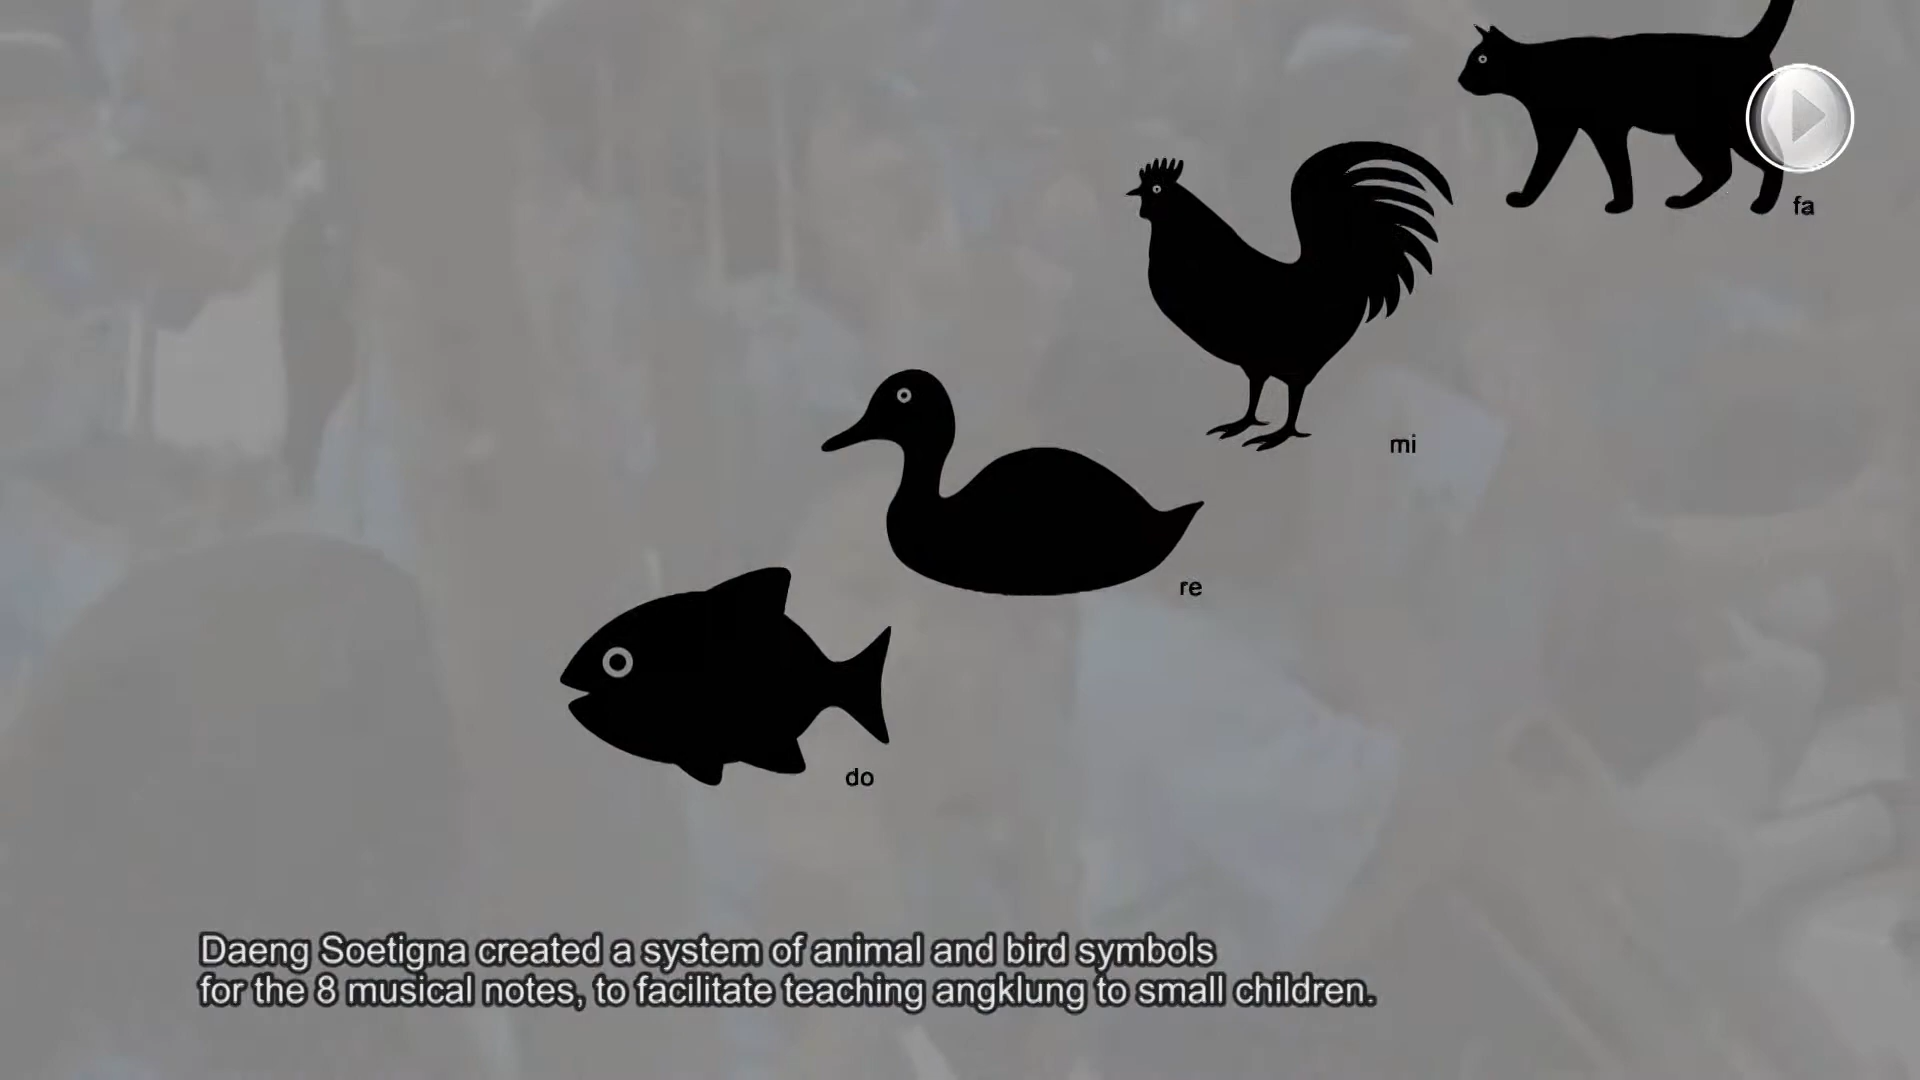 fa
mi
re
do
Daeng Soetigna created a system of animal and bird symbols
for the 8 musical notes, to facilitate teaching angklung to small children.